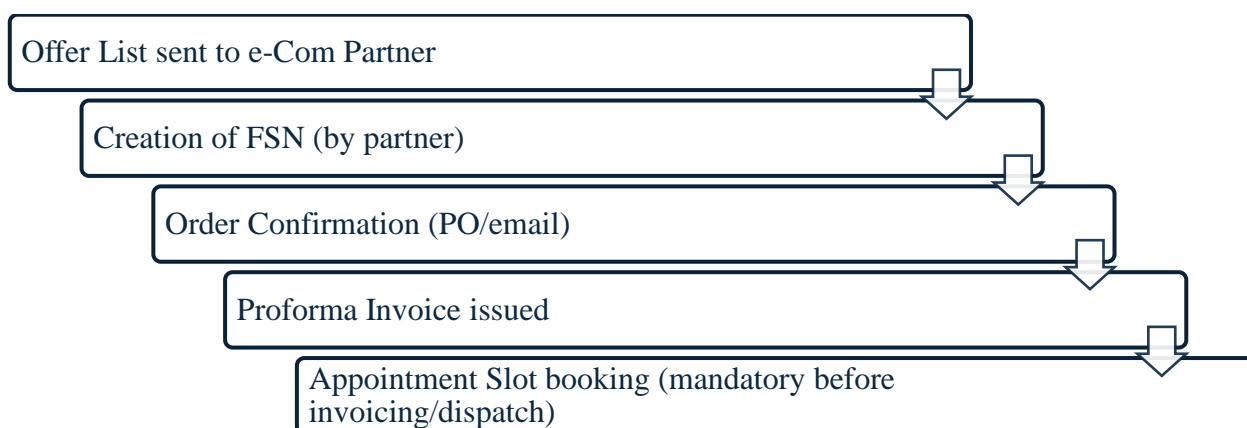 Offer List sent to e-Com Partner
Creation of FSN (by partner)
Order Confirmation (PO/email)
Proforma Invoice issued
Appointment Slot booking (mandatory before
invoicing/dispatch)